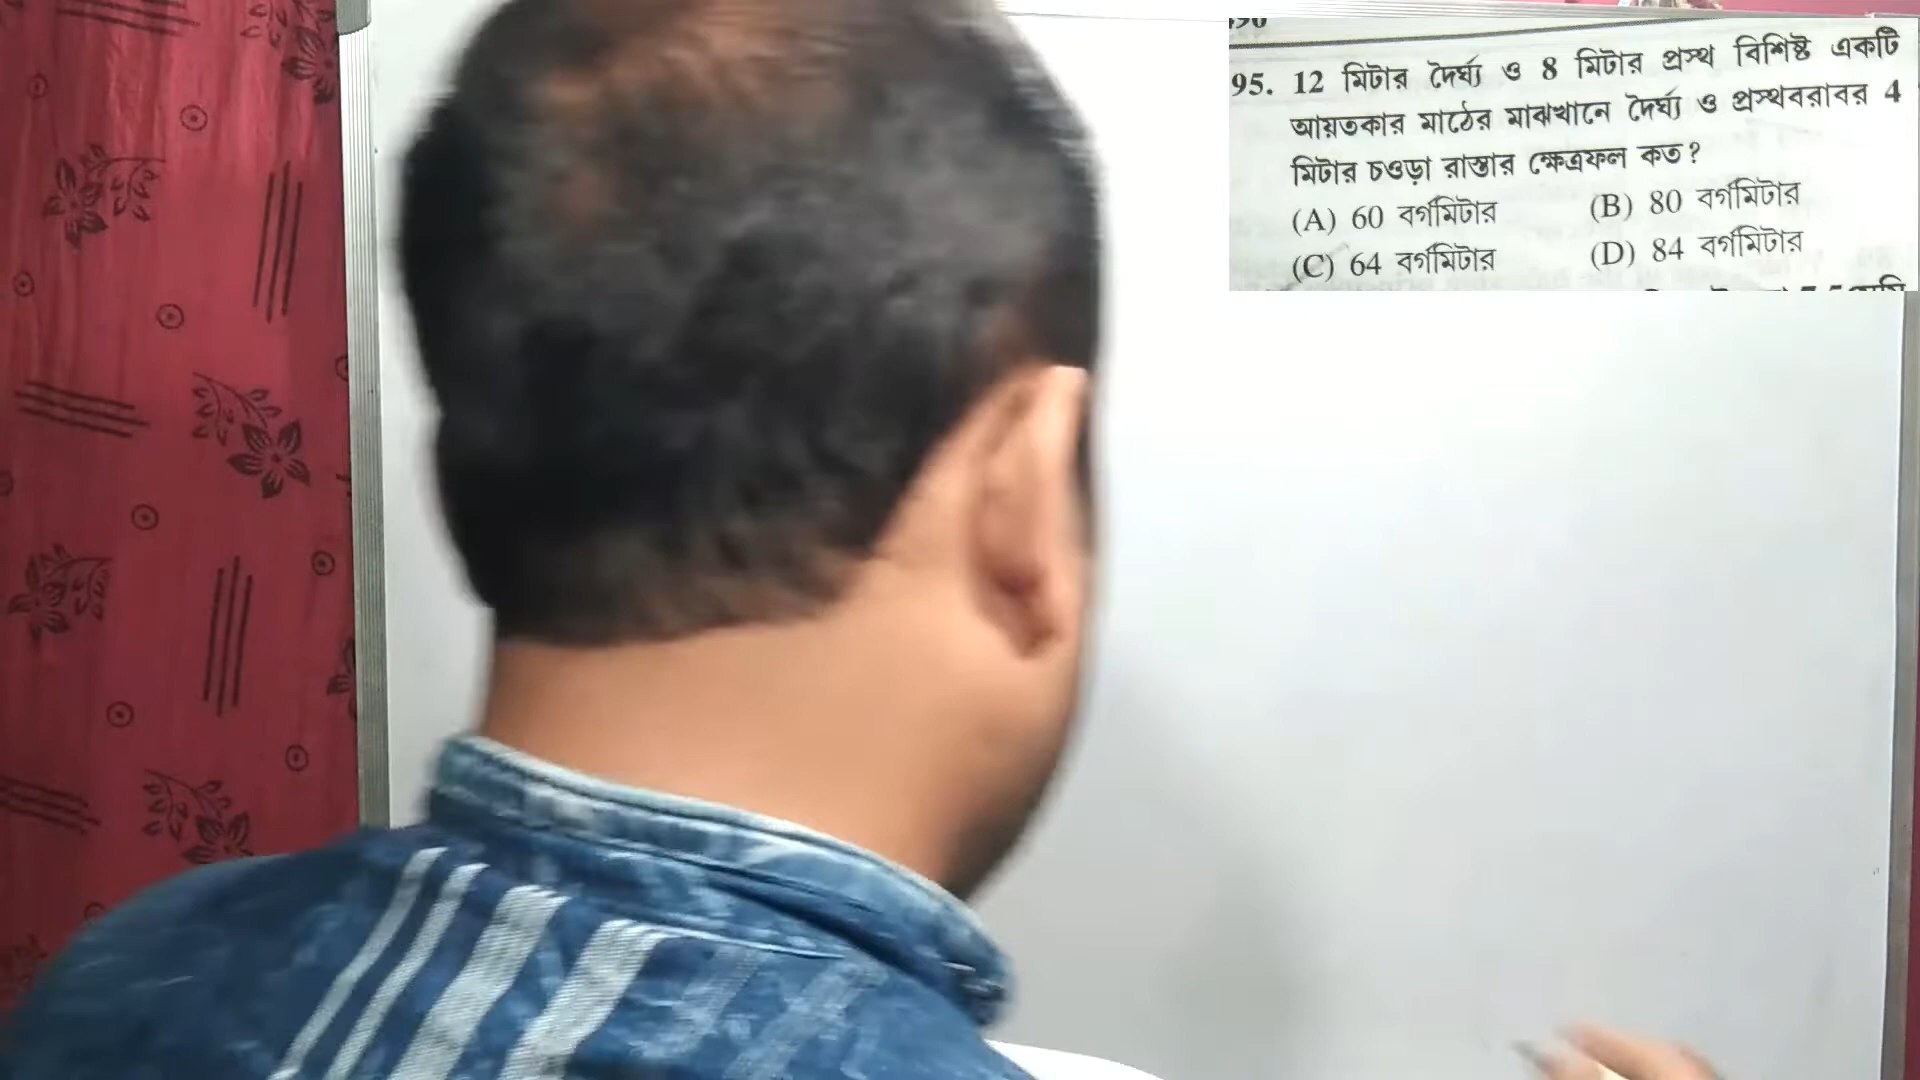 95. 12 মিটার দৈর্ঘ্য ও 8 মিটার প্রস্থ বিশিষ্ট একটি
আয়তকার মাঠের মাঝখানে দৈর্ঘ্য ও প্রস্থবরাবর 4
মিটার চওড়া রাস্তার ক্ষেত্রফল কত?
(A) 60 বর্গমিটার (B) 80 বর্গমিটার
(C) 64 বর্গমিটার (D) 84 বর্গমিটার